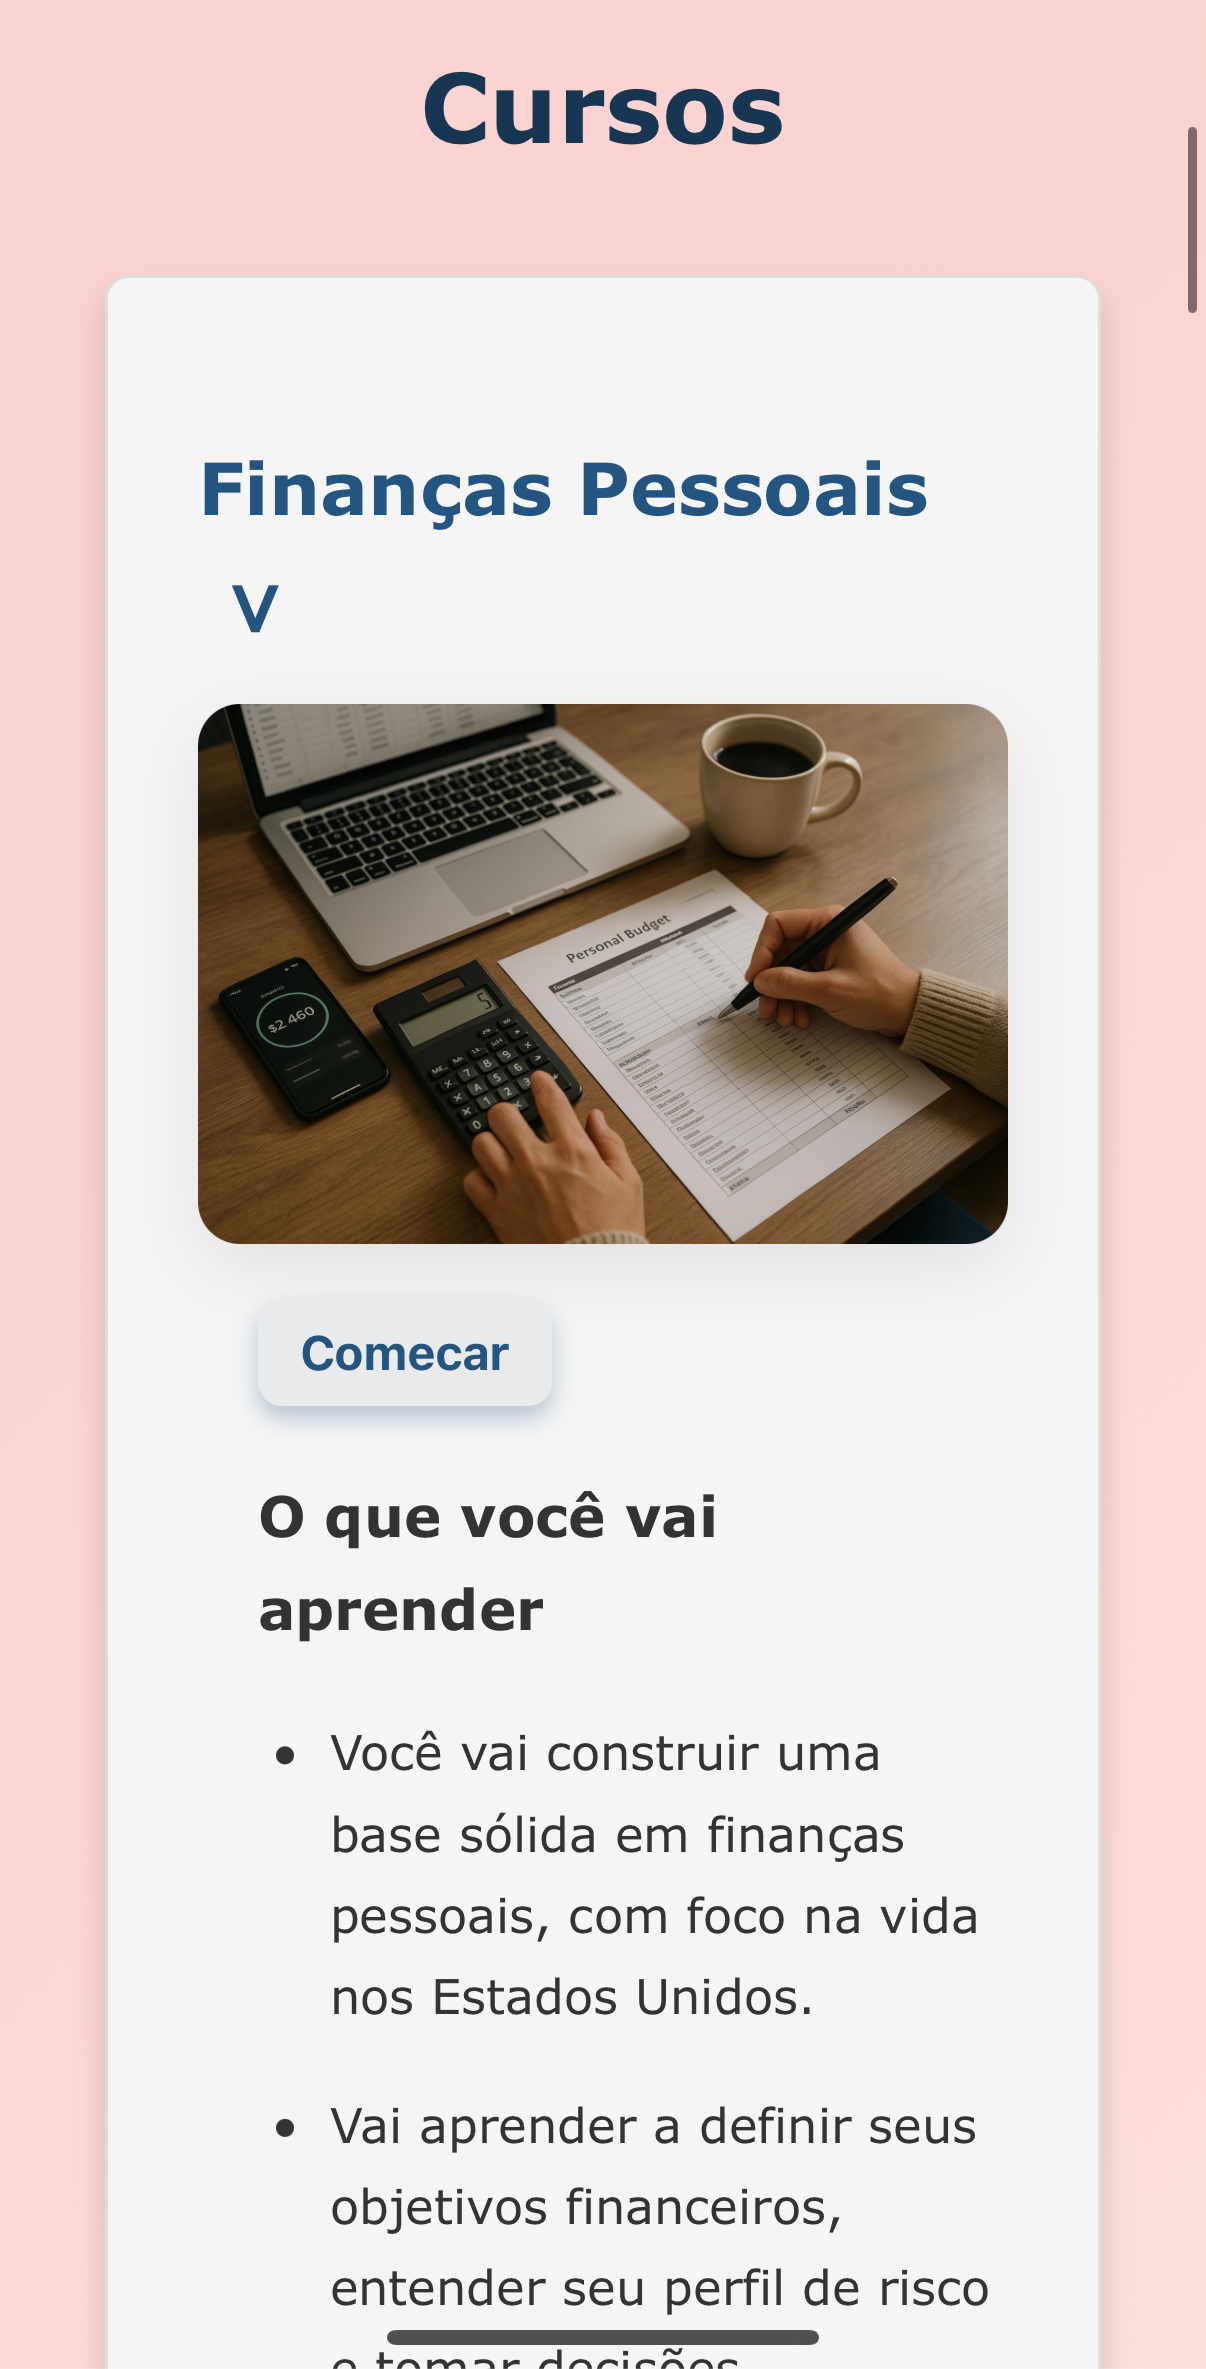 Cursos
Finanças Pessoais
V
Personal Budget
$2 460
5
Comecar
O que você vai
aprender
• Você vai construir uma
base sólida em finanças
pessoais, com foco na vida
nos Estados Unidos.
• Vai aprender a definir seus
objetivos financeiros,
entender seu perfil de risco
e tomar decisões